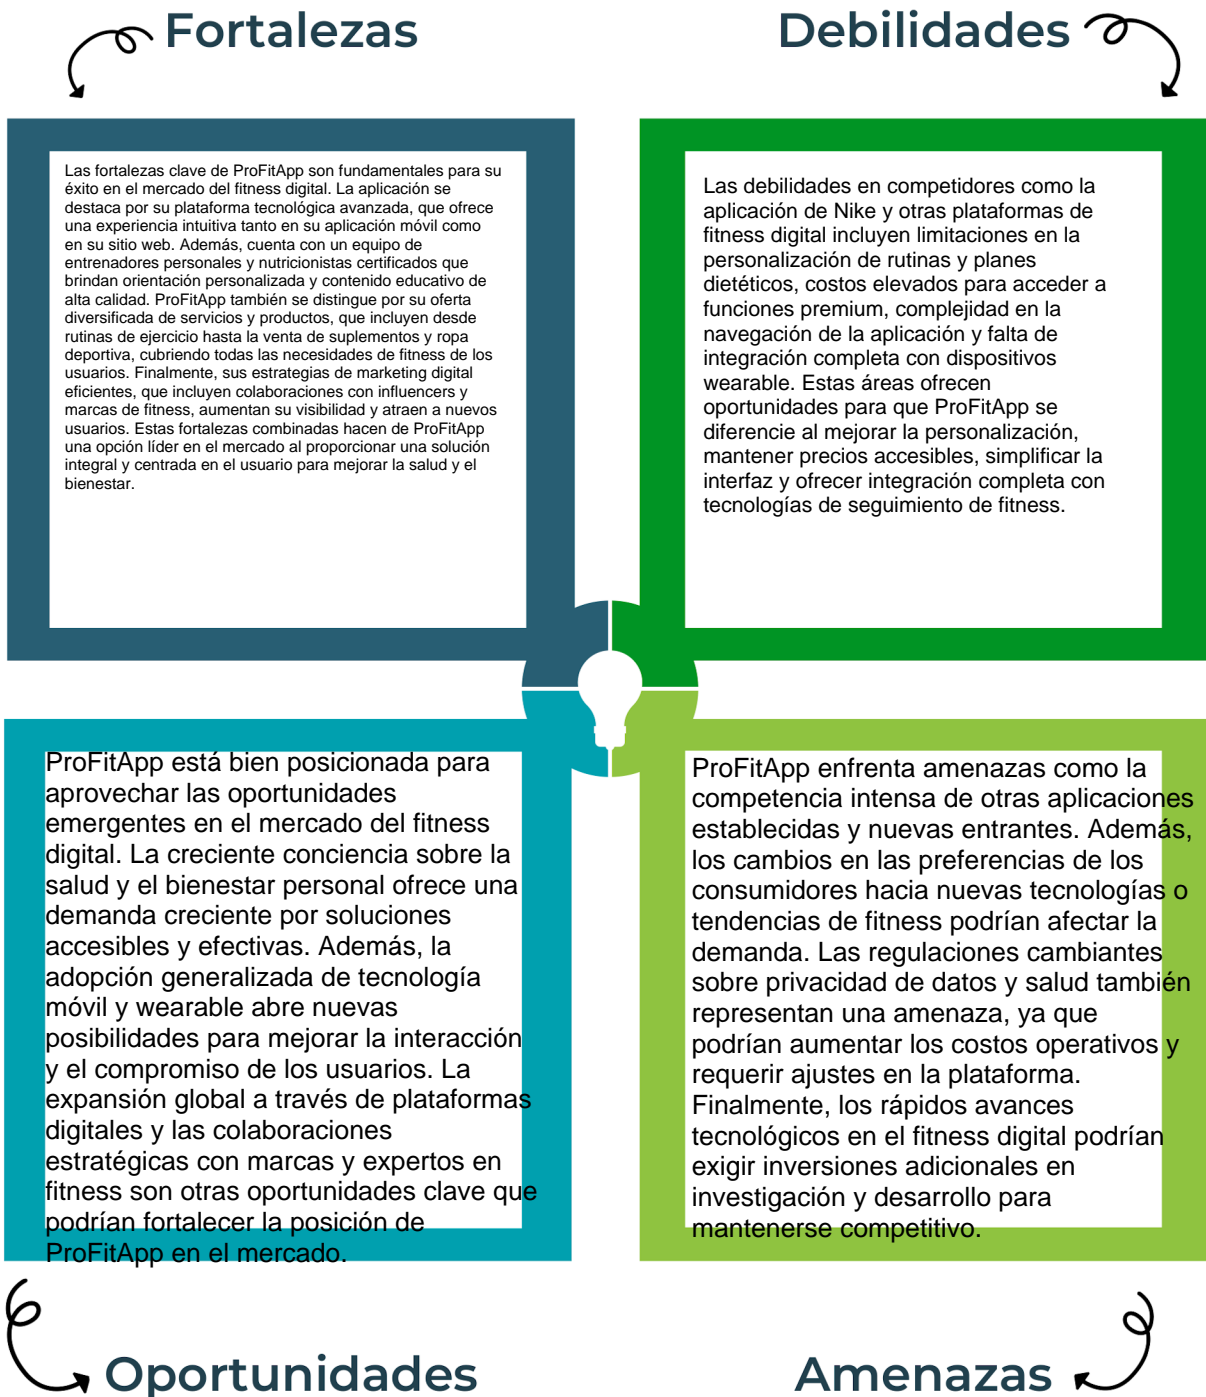 Fortalezas
Las fortalezas clave de ProFitApp son fundamentales para su
éxito en el mercado del fitness digital. La aplicación se
destaca por su plataforma tecnológica avanzada, que ofrece
una experiencia intuitiva tanto en su aplicación móvil como
en su sitio web. Además, cuenta con un equipo de
entrenadores personales y nutricionistas certificados que
brindan orientación personalizada y contenido educativo de
alta calidad. ProFitApp también se distingue por su oferta
diversificada de servicios y productos, que incluyen desde
rutinas de ejercicio hasta la venta de suplementos y ropa
deportiva, cubriendo todas las necesidades de fitness de los
usuarios. Finalmente, sus estrategias de marketing digital
eficientes, que incluyen colaboraciones con influencers y
marcas de fitness, aumentan su visibilidad y atraen a nuevos
usuarios. Estas fortalezas combinadas hacen de ProFitApp
una opción líder en el mercado al proporcionar una solución
integral y centrada en el usuario para mejorar la salud y el
bienestar.
Debilidades
Las debilidades en competidores como la
aplicación de Nike y otras plataformas de
fitness digital incluyen limitaciones en la
personalización de rutinas y planes
dietéticos, costos elevados para acceder a
funciones premium, complejidad en la
navegación de la aplicación y falta de
integración completa con dispositivos
wearable. Estas áreas ofrecen
oportunidades para que ProFitApp se
diferencie al mejorar la personalización,
mantener precios accesibles, simplificar la
interfaz y ofrecer integración completa con
tecnologías de seguimiento de fitness.
ProFitApp está bien posicionada para
aprovechar las oportunidades
emergentes en el mercado del fitness
digital. La creciente conciencia sobre la
salud y el bienestar personal ofrece una
demanda creciente por soluciones
accesibles y efectivas. Además, la
adopción generalizada de tecnología
móvil y wearable abre nuevas
posibilidades para mejorar la interacción
y el compromiso de los usuarios. La
expansión global a través de plataformas
digitales y las colaboraciones
estratégicas con marcas y expertos en
fitness son otras oportunidades clave que
podrían fortalecer la posición de
ProFitApp en el mercado.
Oportunidades
ProFitApp enfrenta amenazas como la
competencia intensa de otras aplicaciones
establecidas y nuevas entrantes. Además,
los cambios en las preferencias de los
consumidores hacia nuevas tecnologías o
tendencias de fitness podrían afectar la
demanda. Las regulaciones cambiantes
sobre privacidad de datos y salud también
representan una amenaza, ya que
podrían aumentar los costos operativos y
requerir ajustes en la plataforma.
Finalmente, los rápidos avances
tecnológicos en el fitness digital podrían
exigir inversiones adicionales en
investigación y desarrollo para
mantenerse competitivo.
Amenazas